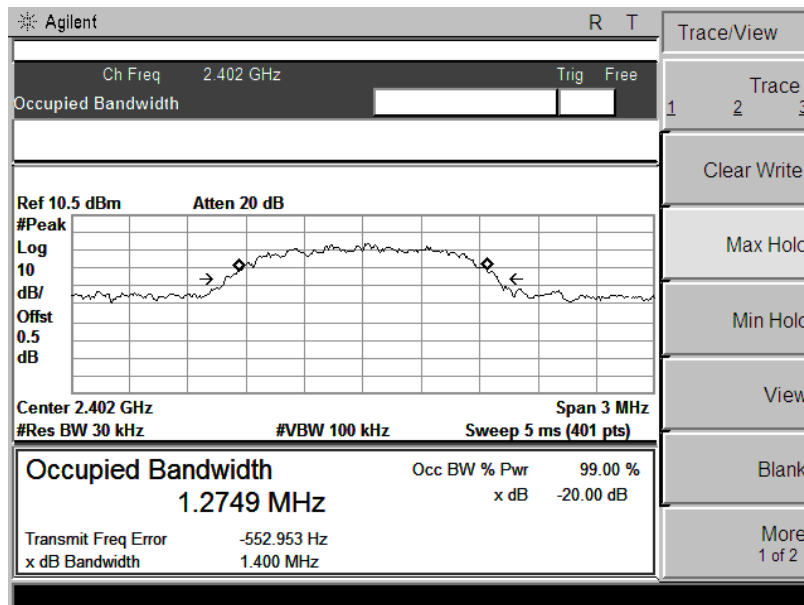 Agilent R T
Trace/View
Ch Freq 2.402 GHz Trig Free
Occupied Bandwidth
Trace
1 2 3
Clear Write
Max Hold
Min Hold
View
Blank
More
1 of 2
Ref 10.5 dBm Atten 20 dB
#Peak
Log
10
dB/
Offst
0.5
dB
Center 2.402 GHz Span 3 MHz
#Res BW 30 kHz #VBW 100 kHz Sweep 5 ms (401 pts)
Occupied Bandwidth
1.2749 MHz
Occ BW % Pwr 99.00 %
x dB -20.00 dB
Transmit Freq Error -552.953 Hz
x dB Bandwidth 1.400 MHz